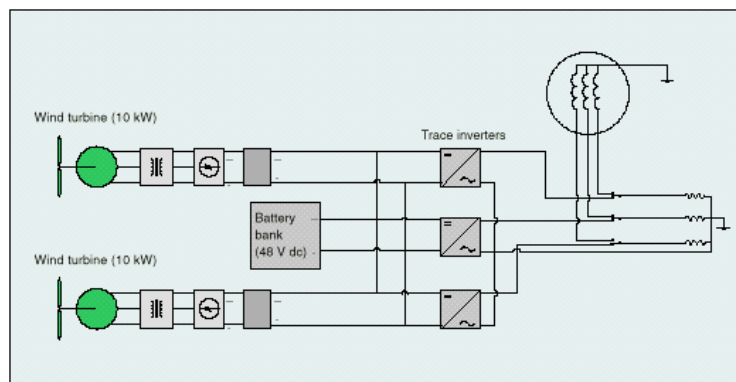 Wind turbine (10 kW)
Trace inverters
Battery
bank
(48 V dc)
Wind turbine (10 kW)